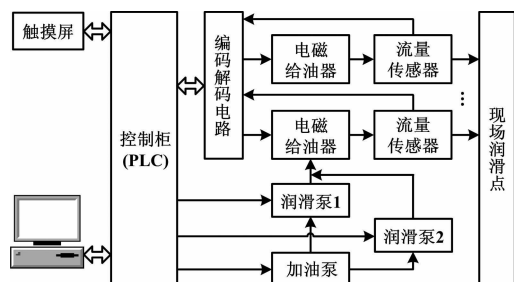 触摸屏
控制柜
(PLC)
编码解码电路
电磁
给油器
流量
传感器
电磁
给油器
流量
传感器
...
现场润滑点
润滑泵1
润滑泵2
加油泵